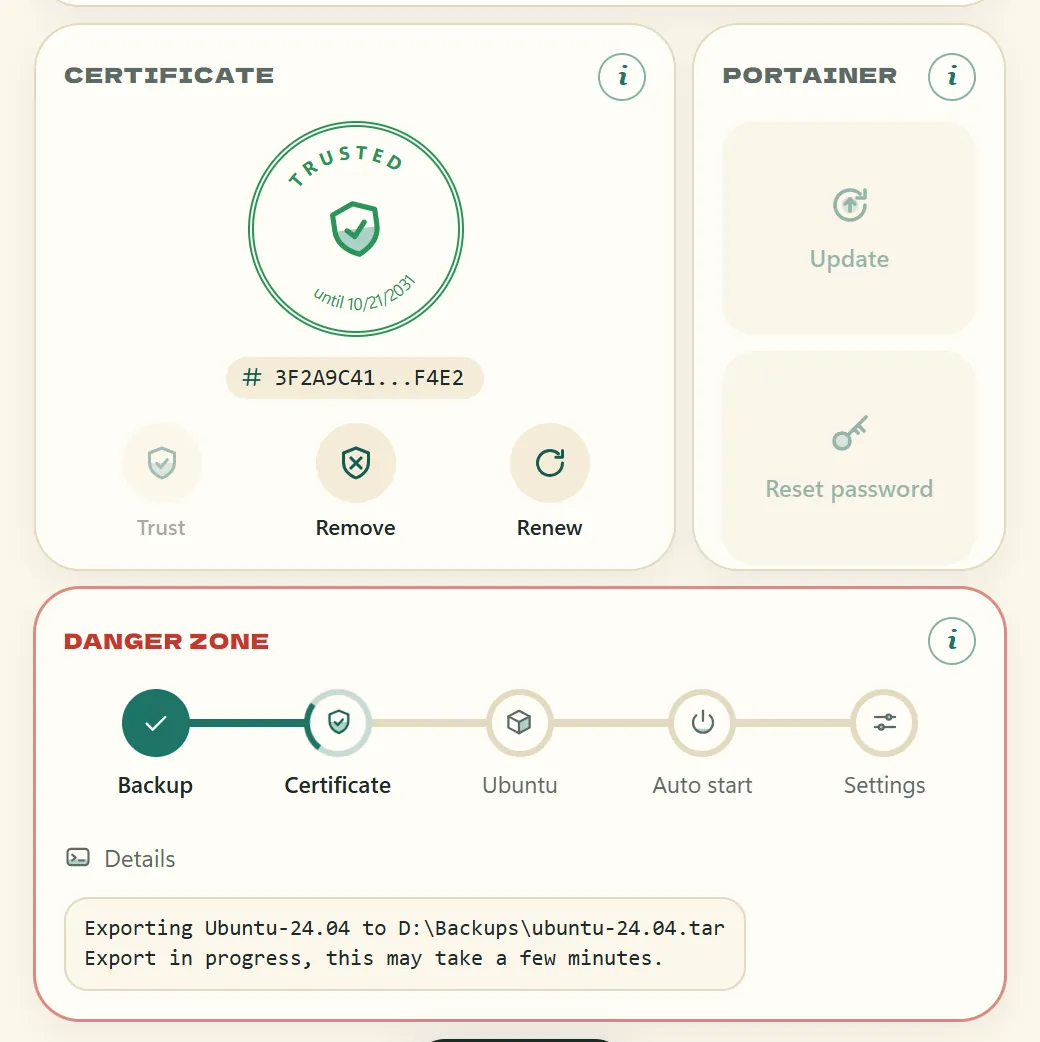 CERTIFICATE
i
TRUSTED
until 10/21/2031
# 3F2A9C41...F4E2
Trust
Remove
Renew
PORTAINER
i
Update
Reset password
DANGER ZONE
i
Backup
Certificate
Ubuntu
Auto start
Settings
Details
Exporting Ubuntu-24.04 to D:\Backups\ubuntu-24.04.tar
Export in progress, this may take a few minutes.